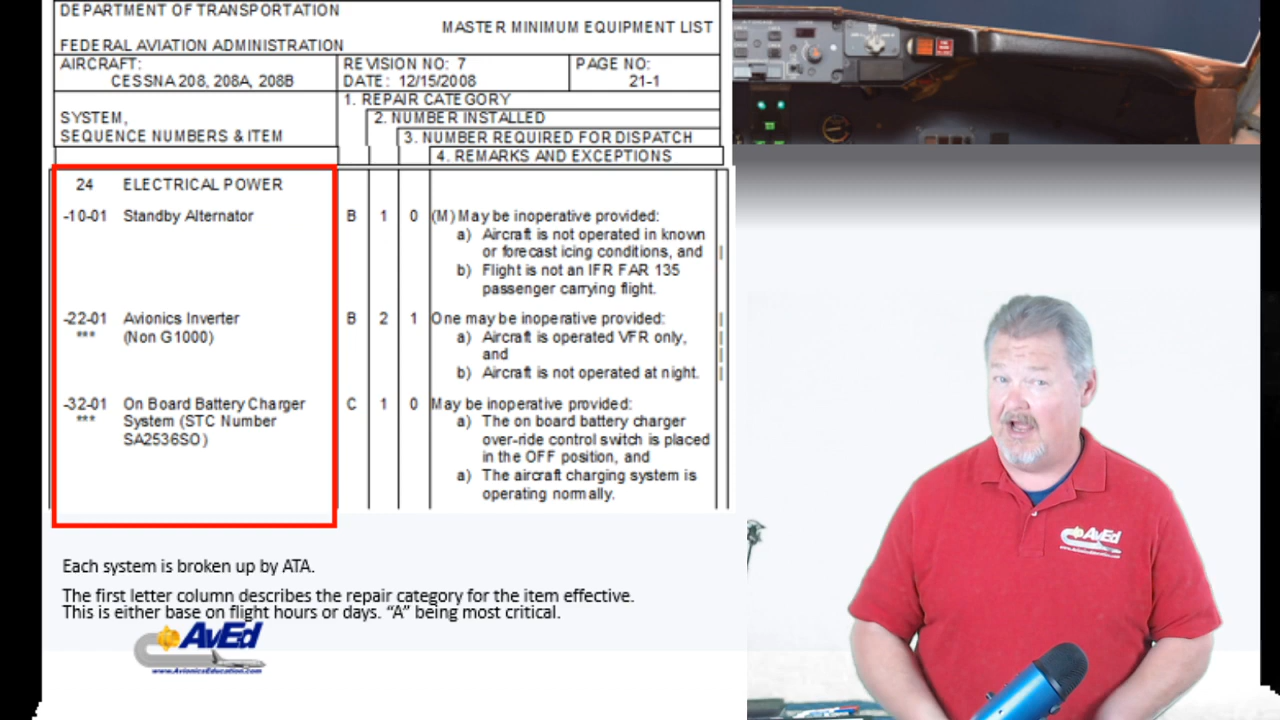 DEPARTMENT OF TRANSPORTATION
MASTER MINIMUM EQUIPMENT LIST
FEDERAL AVIATION ADMINISTRATION
AIRCRAFT:
CESSNA 208, 208A, 208B
REVISION NO: 7
DATE: 12/15/2008
PAGE NO:
21-1
SYSTEM,
SEQUENCE NUMBERS & ITEM
1. REPAIR CATEGORY
2. NUMBER INSTALLED
3. NUMBER REQUIRED FOR DISPATCH
4. REMARKS AND EXCEPTIONS
24 ELECTRICAL POWER
-10-01 Standby Alternator B 1 0 (M) May be inoperative provided:
a) Aircraft is not operated in known
or forecast icing conditions, and
b) Flight is not an IFR FAR 135
passenger carrying flight.
-22-01 Avionics Inverter B 2 1 One may be inoperative provided:
*** (Non G1000) a) Aircraft is operated VFR only,
and
b) Aircraft is not operated at night.
-32-01 On Board Battery Charger C 1 0 May be inoperative provided:
*** System (STC Number a) The on board battery charger
SA2536SO) over-ride control switch is placed
in the OFF position, and
a) The aircraft charging system is
operating normally.
Each system is broken up by ATA.
The first letter column describes the repair category for the item effective.
This is either base on flight hours or days. “A” being most critical.
AvEd
www.AvionicsEducation.com
AvEd